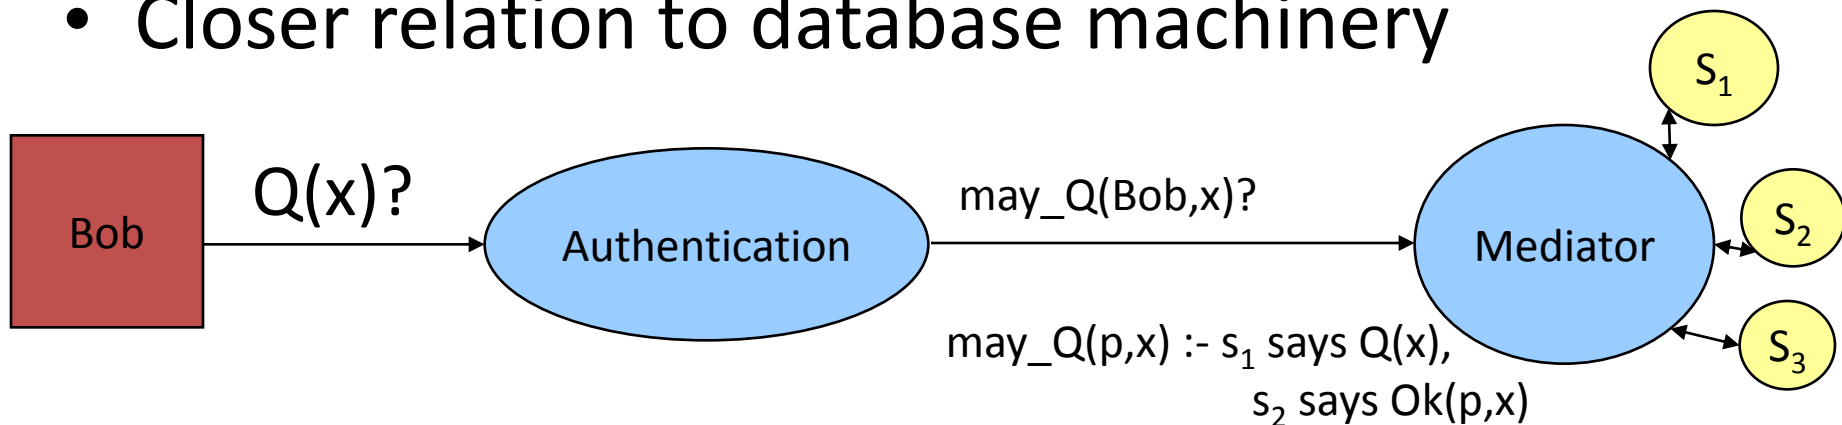 • Closer relation to database machinery
S₁
Q(x)?
may_Q(Bob,x)?
Bob
Authentication
Mediator
S₂
may_Q(p,x) :- s₁ says Q(x),
S₃
s₂ says Ok(p,x)